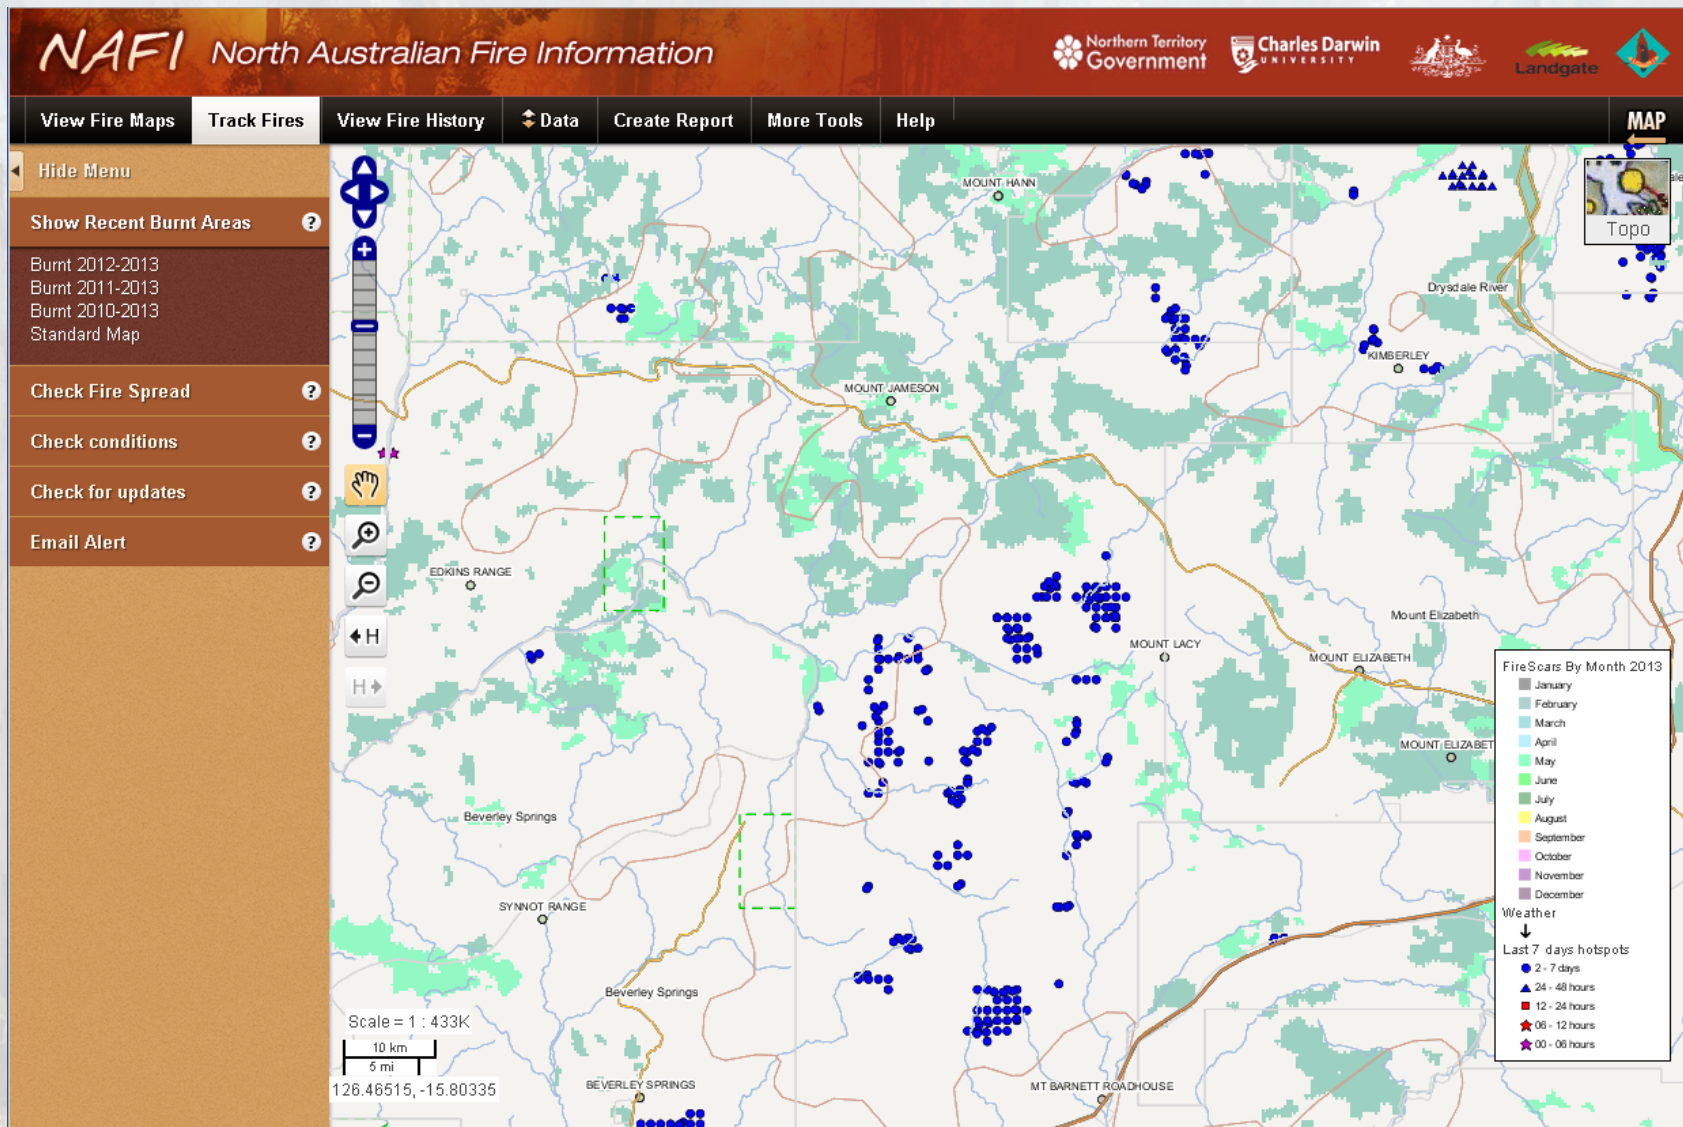 NAFI North Australian Fire Information
Northern Territory
Government
Charles Darwin
UNIVERSITY
Landgate
View Fire Maps
Track Fires
View Fire History
Data
Create Report
More Tools
Help
MAP
Hide Menu
Show Recent Burnt Areas ?
Burnt 2012-2013
Burnt 2011-2013
Burnt 2010-2013
Standard Map
Check Fire Spread ?
Check conditions ?
Check for updates ?
Email Alert ?
H
H
MOUNT HANN
Topo
Drysdale River
KIMBERLEY
MOUNT JAMESON
EDKINS RANGE
Mount Elizabeth
MOUNT LACY
MOUNT ELIZABETH
MOUNT ELIZABET
Beverley Springs
SYNNOT RANGE
Beverley Springs
BEVERLEY SPRINGS
MT BARNETT ROADHOUSE
Scale = 1 : 433K
10 km
5 mi
126.46515, -15.80335
FireScars By Month 2013
January
February
March
April
May
June
July
August
September
October
November
December
Weather
Last 7 days hotspots
2 - 7 days
24 - 48 hours
12 - 24 hours
06 - 12 hours
00 - 06 hours